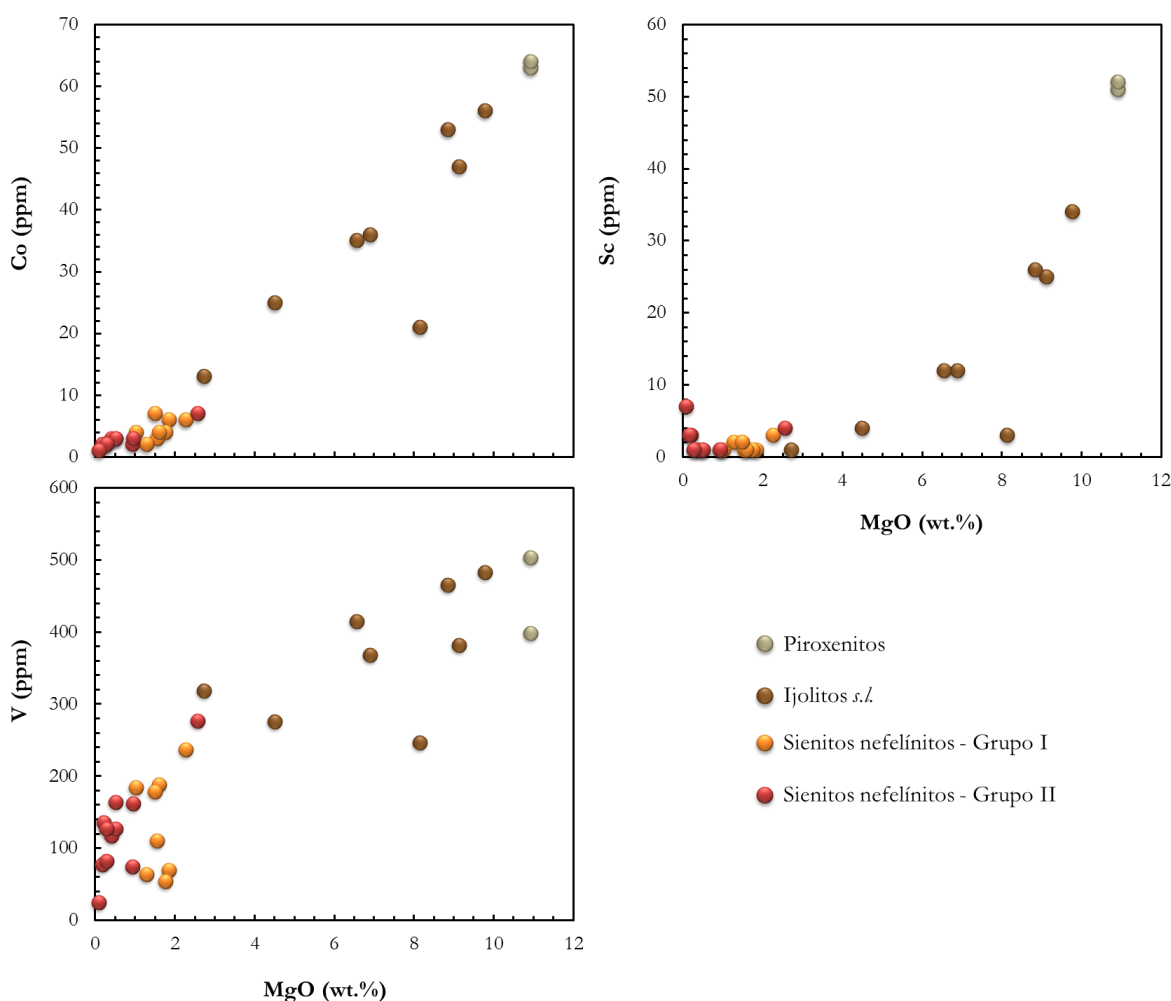 70
60
50
40
30
20
10
0
Co (ppm)
60
50
40
30
20
10
0
Sc (ppm)
0 2 4 6 8 10 12
MgO (wt.%)
600
500
400
300
200
100
0
V (ppm)
0 2 4 6 8 10 12
MgO (wt.%)
Piroxenitos
Ijolitos s.l.
Sienitos nefelínitos - Grupo I
Sienitos nefelínitos - Grupo II